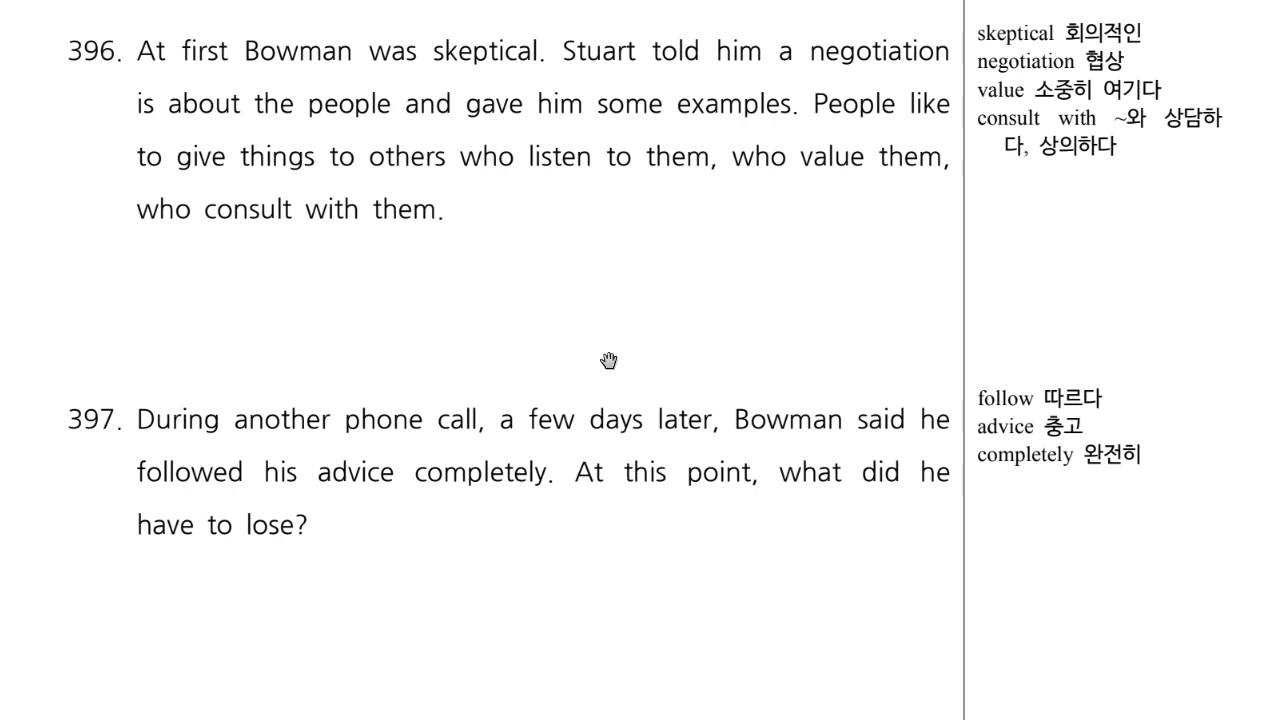 396. At first Bowman was skeptical. Stuart told him a negotiation
is about the people and gave him some examples. People like
to give things to others who listen to them, who value them,
who consult with them.
skeptical 회의적인
negotiation 협상
value 소중히 여기다
consult with ~와 상담하
다, 상의하다
397. During another phone call, a few days later, Bowman said he
followed his advice completely. At this point, what did he
have to lose?
follow 따르다
advice 충고
completely 완전히